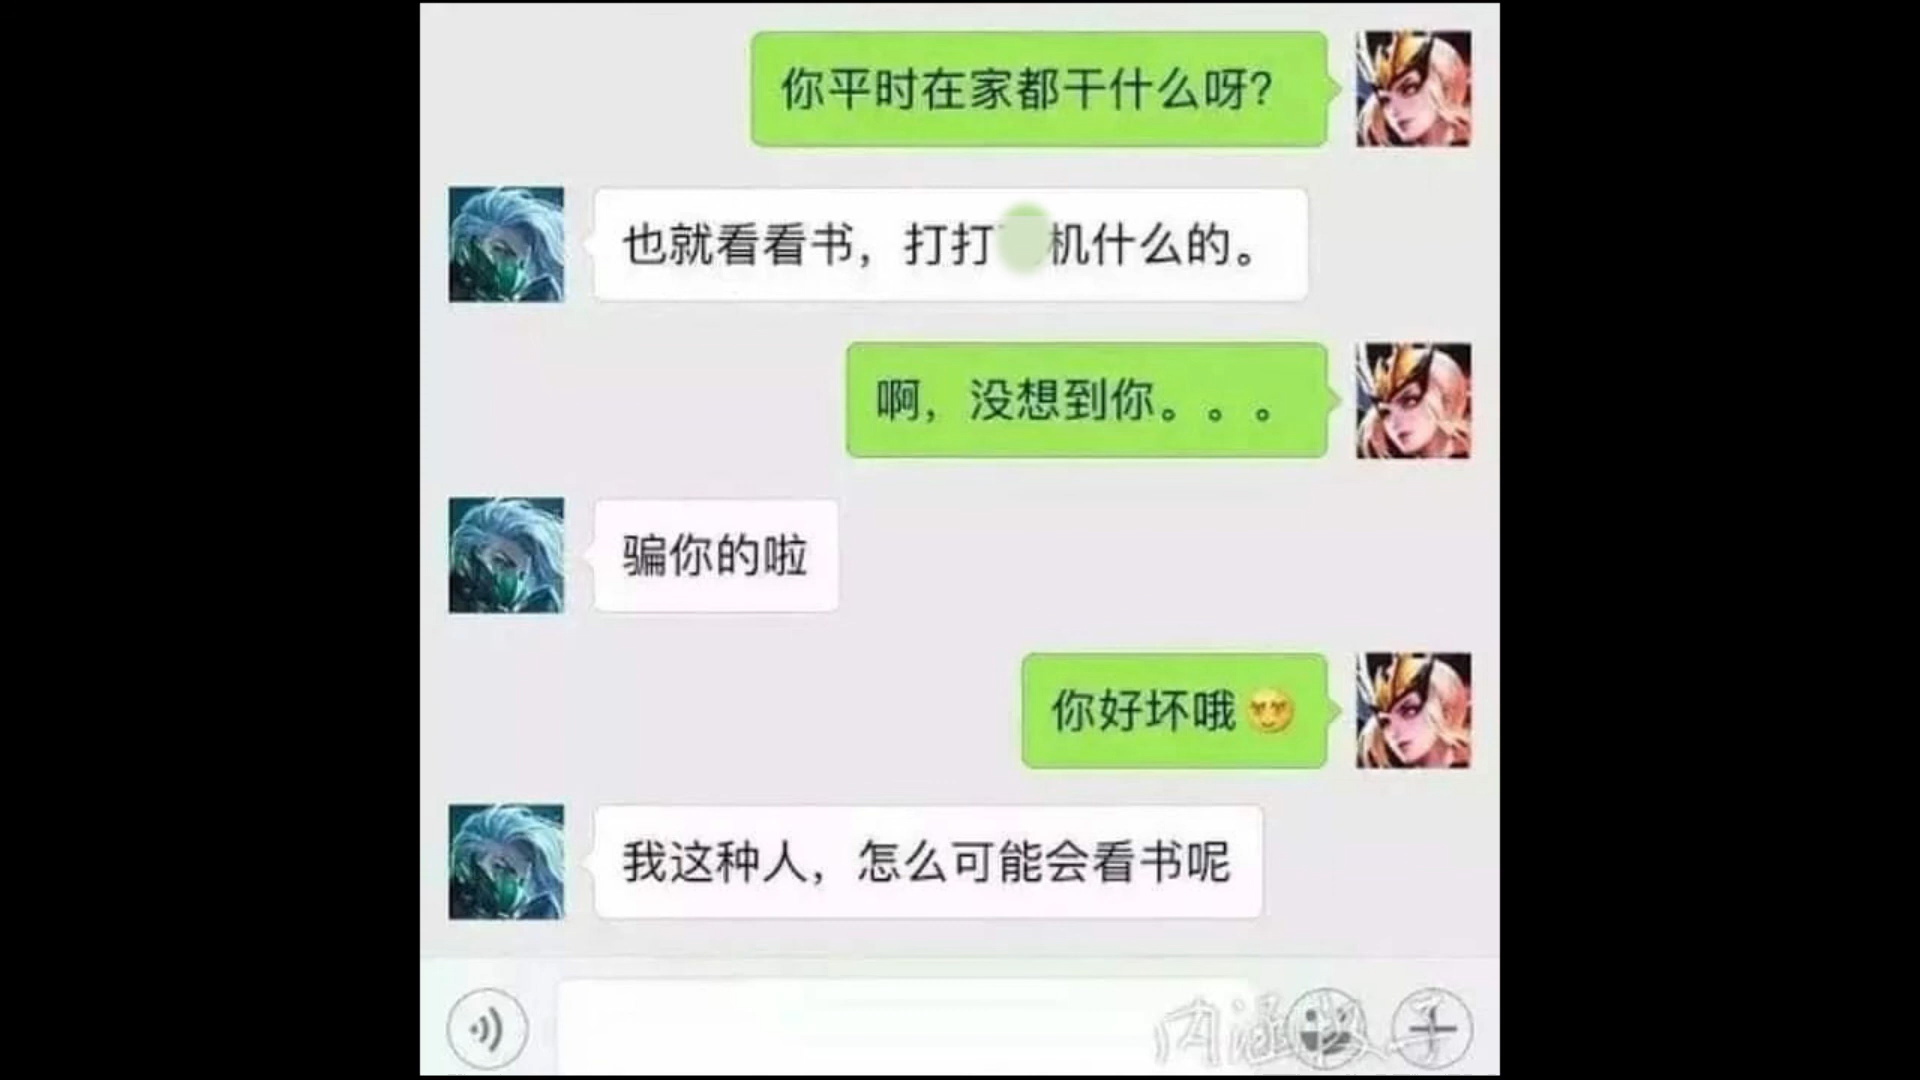 你平时在家都干什么呀？
也就看看书，打打机什么的。
啊，没想到你。。。
骗你的啦
你好坏哦
我这种人，怎么可能会看书呢
内涵段子